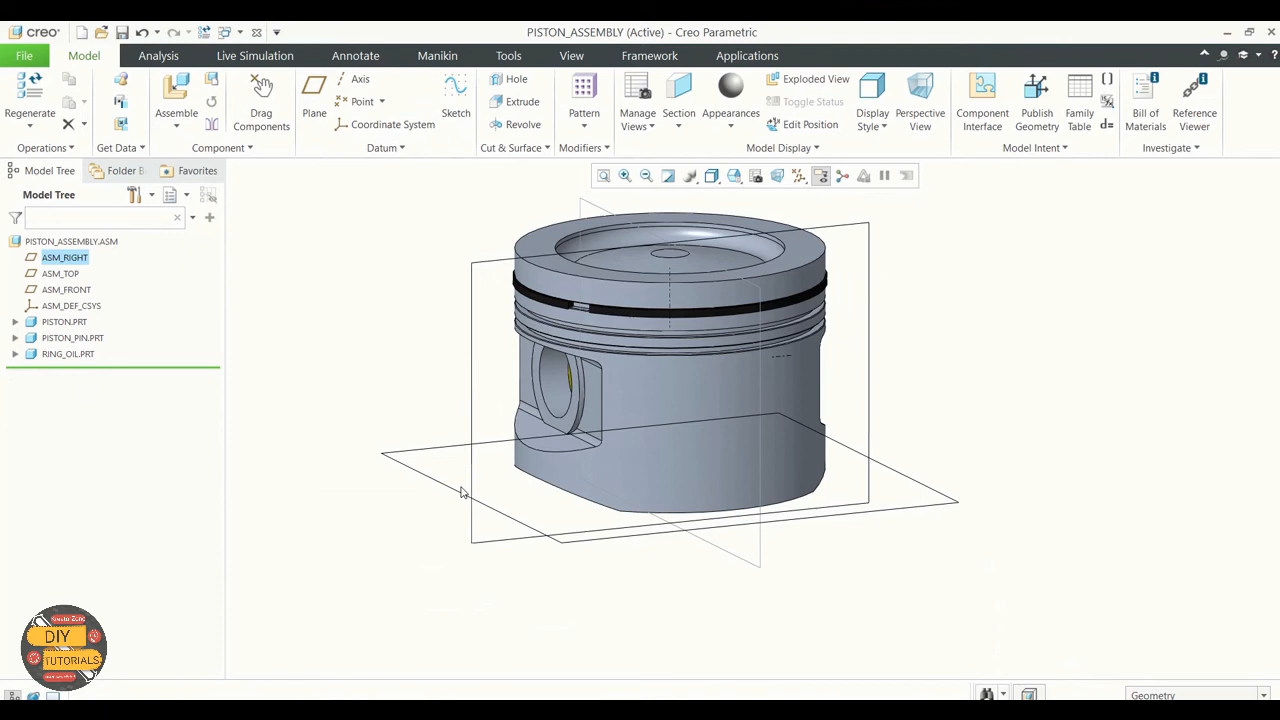 creo
PISTON_ASSEMBLY (Active) - Creo Parametric
File Model Analysis Live Simulation Annotate Manikin Tools View Framework Applications
Regenerate
Operations
Get Data
Assemble
Drag Components
Component
Plane
Axis
Point
Coordinate System
Sketch
Datum
Hole
Extrude
Revolve
Cut & Surface
Pattern
Modifiers
Manage Views
Section
Appearances
Exploded View
Toggle Status
Edit Position
Display Style
Perspective View
Model Display
Component Interface
Publish Geometry
Family Table
Model Intent
Bill of Materials
Reference Viewer
Investigate
Model Tree Folder B Favorites
Model Tree
PISTON_ASSEMBLY.ASM
ASM_RIGHT
ASM_TOP
ASM_FRONT
ASM_DEF_CSYS
PISTON.PRT
PISTON_PIN.PRT
RING_OIL.PRT
DIY
TUTORIALS
Geometry